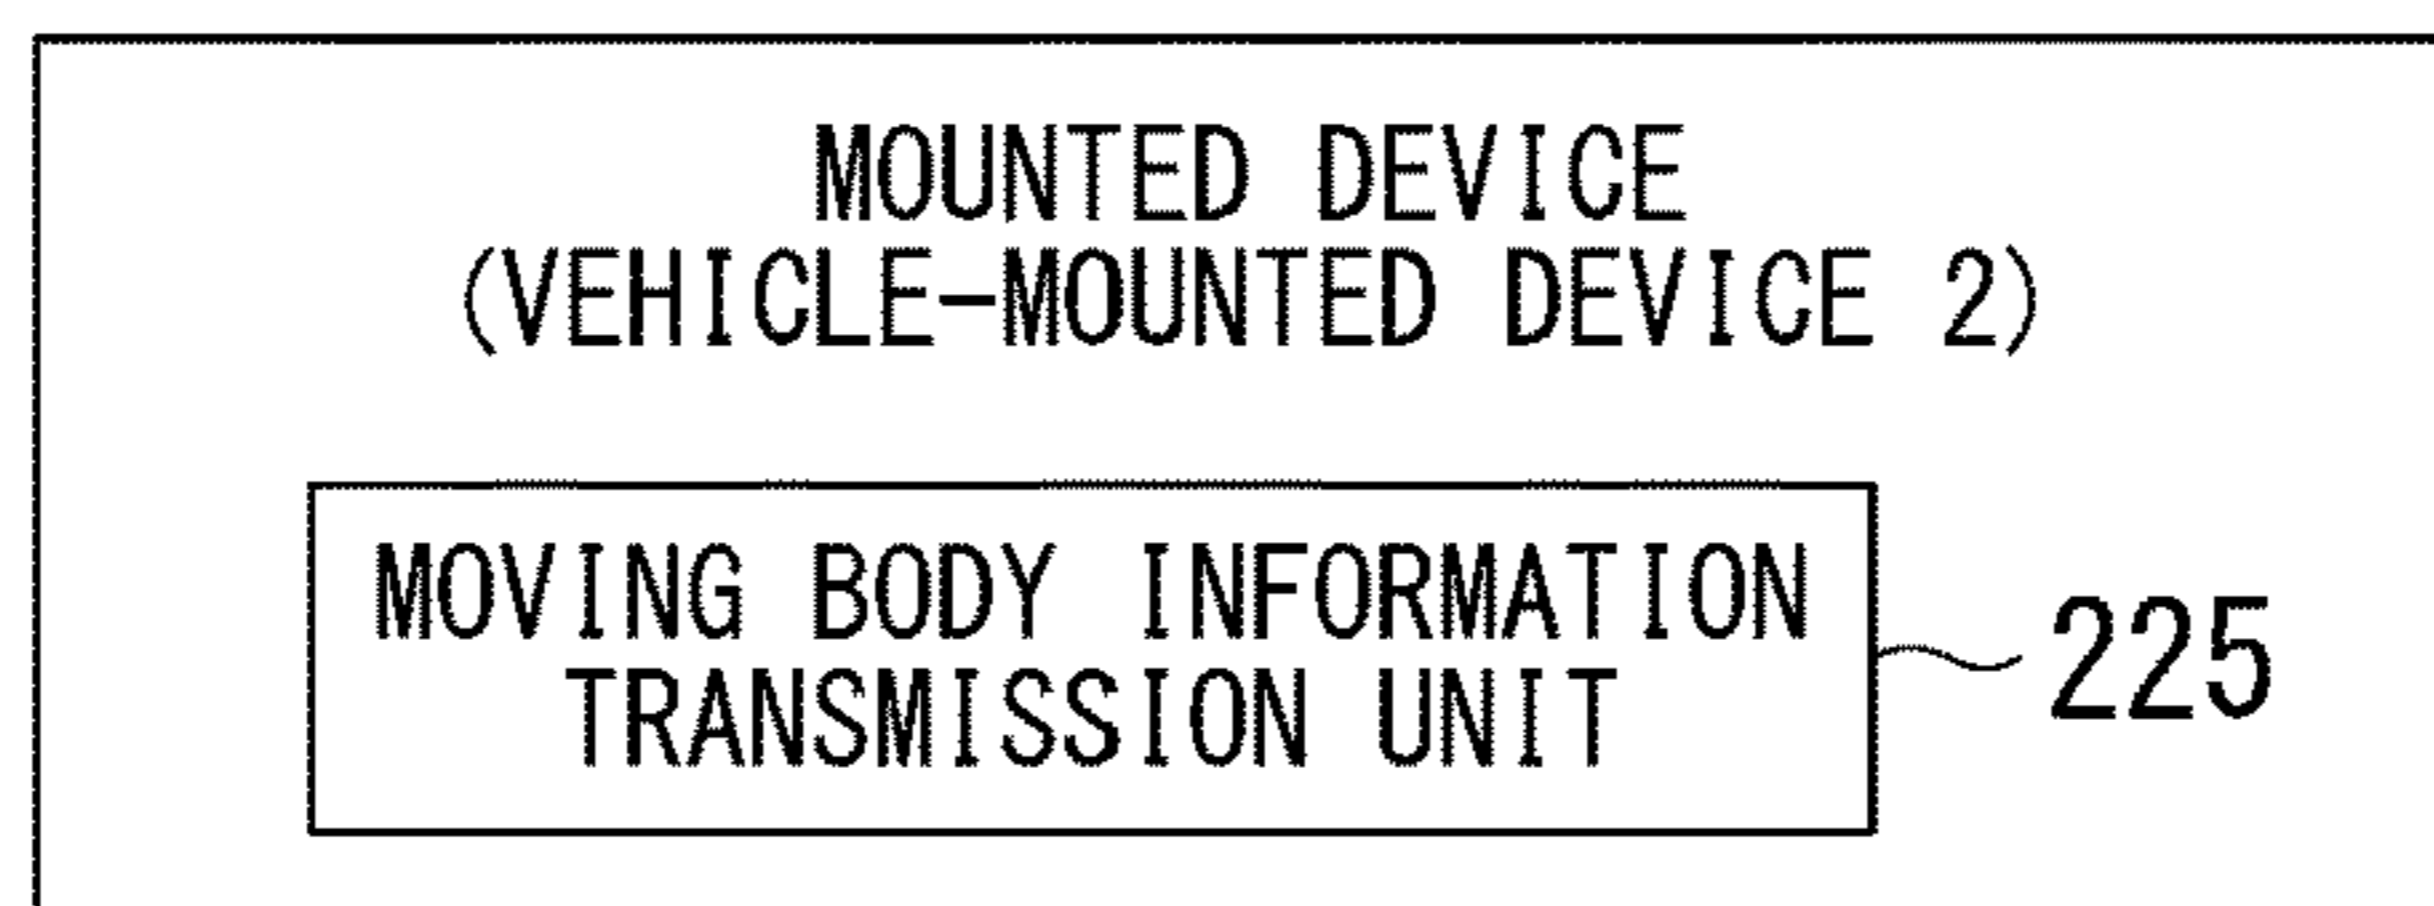 MOUNTED DEVICE
(VEHICLE-MOUNTED DEVICE 2)
MOVING BODY INFORMATION
TRANSMISSION UNIT
225